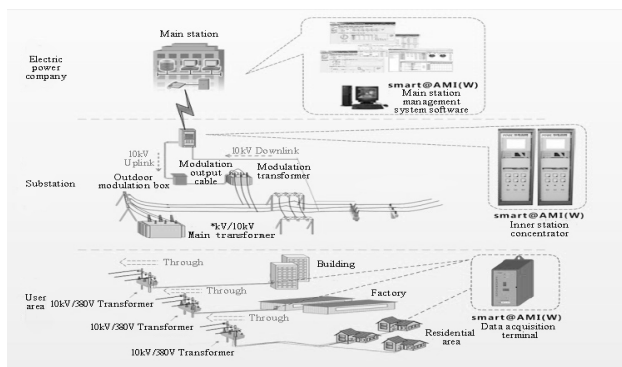 Main station
Electric
power
company
smart@AMI(W)
Main station
management
system software
10kV
Uplink
10kV Downlink
Modulation
output
cable
Modulation
transformer
Substation
Outdoor
modulation box
*kV/10kV
Main transformer
smart@AMI(W)
Inner station
concentrator
Through
Building
User
area
10kV/380V Transformer
Through
Factory
10kV/380V Transformer
Through
10kV/380V Transformer
Residential
area
smart@AMI(W)
Data acquisition
terminal